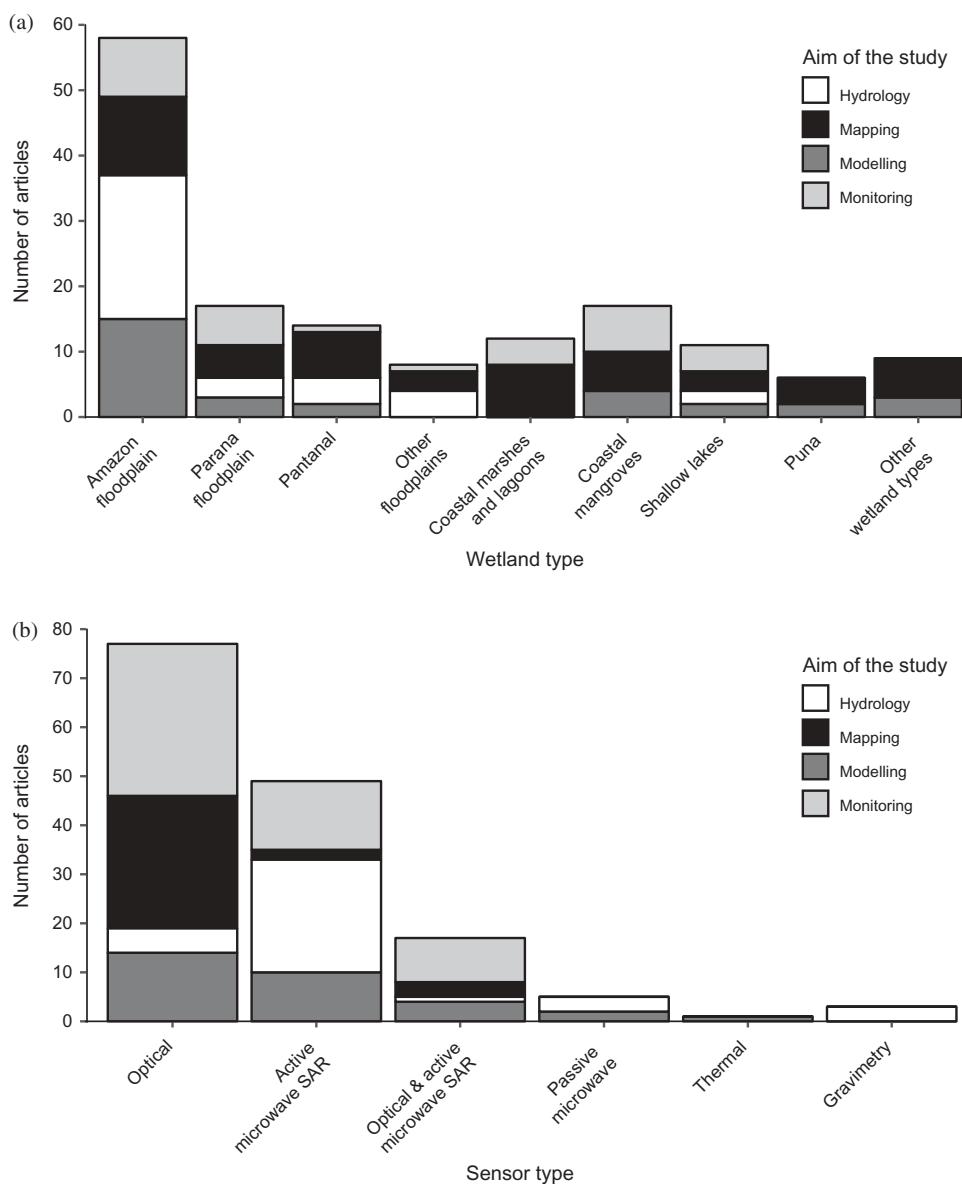 (a)
60
50
40
30
20
10
0
Number of articles
Aim of the study
Hydrology
Mapping
Modelling
Monitoring
Amazon
floodplain
Parana
floodplain
Pantanal
Other
floodplains
Coastal marshes
and lagoons
Coastal
mangroves
Shallow lakes
Puna
Other
wetland types
Wetland type
(b)
80
70
60
50
40
30
20
10
0
Number of articles
Aim of the study
Hydrology
Mapping
Modelling
Monitoring
Optical
Active
microwave SAR
Optical & active
microwave SAR
Passive
microwave
Thermal
Gravimetry
Sensor type